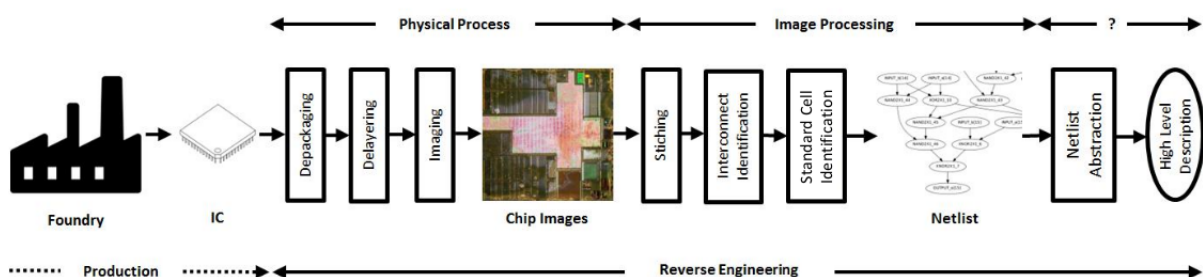 Physical Process
Image Processing
?
Depackaging
Delayering
Imaging
Stiching
Interconnect
Identification
Standard Cell
Identification
Netlist
Abstraction
High Level
Description
Foundry
IC
Chip Images
Netlist
Production
Reverse Engineering